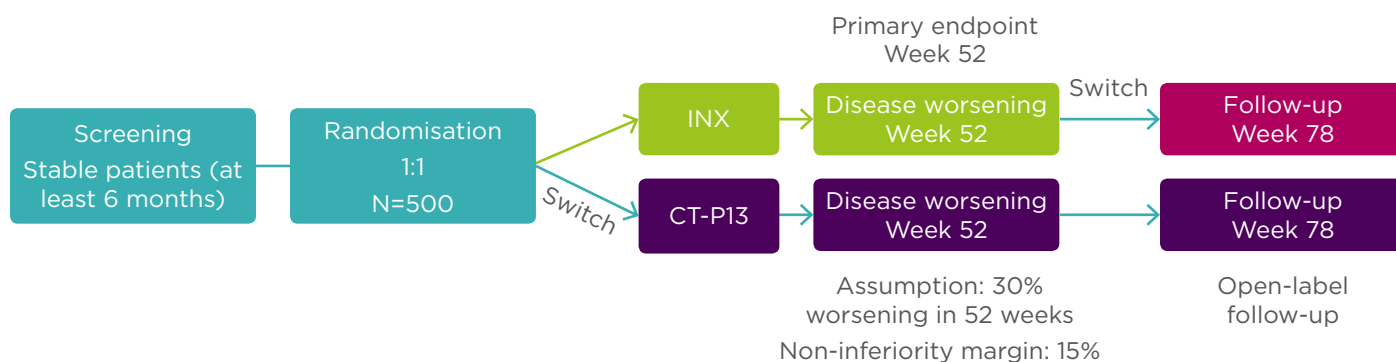 Screening
Stable patients (at
least 6 months)
Randomisation
1:1
N=500
Switch
INX
CT-P13
Primary endpoint
Week 52
Disease worsening
Week 52
Disease worsening
Week 52
Assumption: 30%
worsening in 52 weeks
Non-inferiority margin: 15%
Switch
Follow-up
Week 78
Follow-up
Week 78
Open-label
follow-up